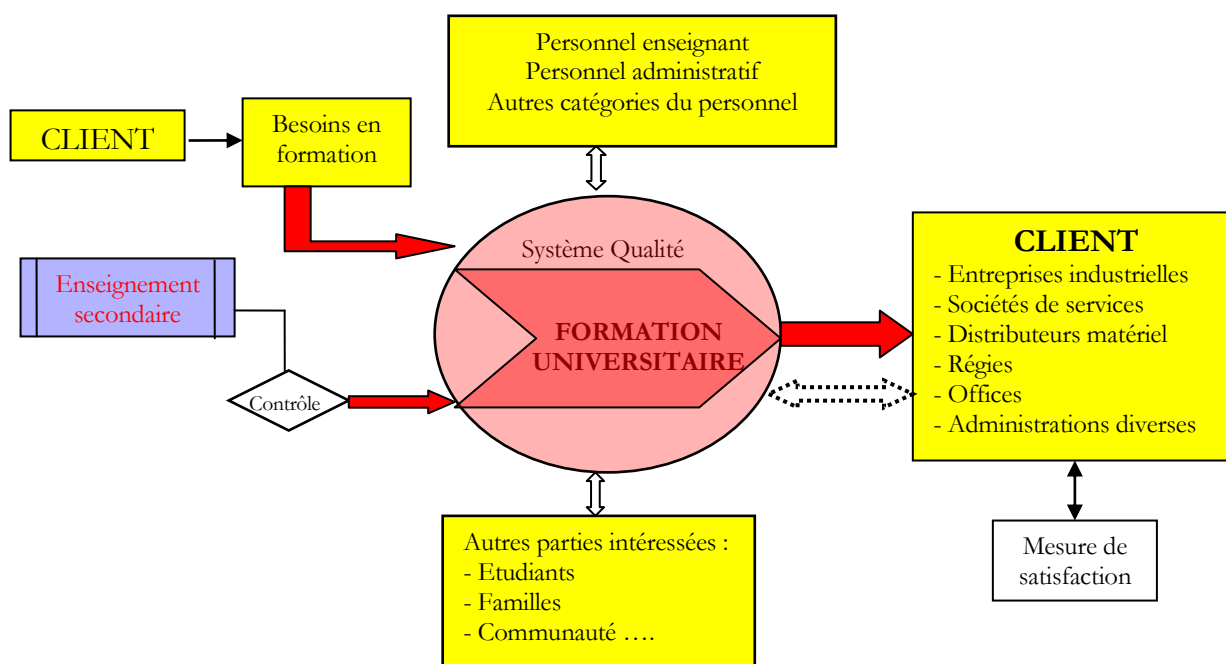 Personnel enseignant
Personnel administratif
Autres catégories du personnel
CLIENT
Besoins en
formation
Système Qualité
Enseignement
secondaire
FORMATION
UNIVERSITAIRE
Contrôle
CLIENT
- Entreprises industrielles
- Sociétés de services
- Distributeurs matériel
- Régies
- Offices
- Administrations diverses
Autres parties intéressées :
- Etudiants
- Familles
- Communauté ….
Mesure de
satisfaction